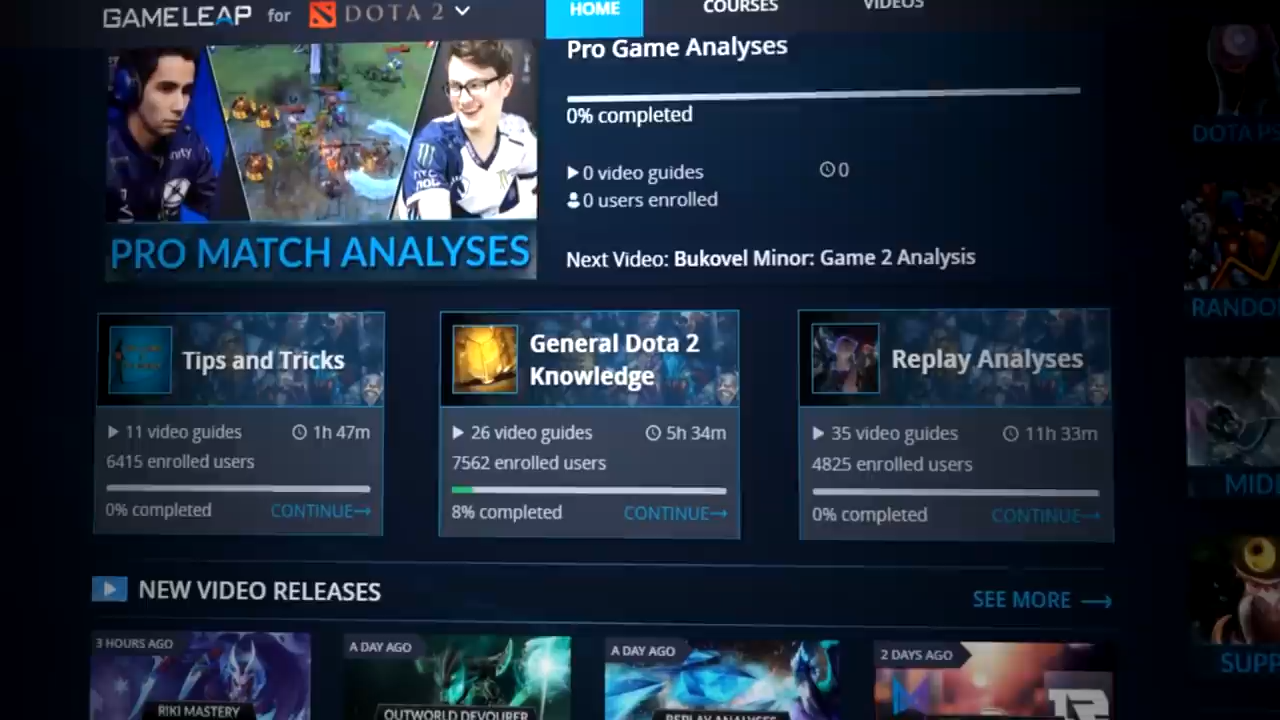 GAMELEAP for DOTA 2
HOME
COURSES
VIDEOS
Pro Game Analyses
0% completed
0 video guides
0
0 users enrolled
Next Video: Bukovel Minor: Game 2 Analysis
PRO MATCH ANALYSES
Tips and Tricks
11 video guides
1h 47m
6415 enrolled users
0% completed
CONTINUE→
General Dota 2
Knowledge
26 video guides
5h 34m
7562 enrolled users
8% completed
CONTINUE→
Replay Analyses
35 video guides
11h 33m
4825 enrolled users
0% completed
CONTINUE→
NEW VIDEO RELEASES
SEE MORE
3 HOURS AGO
RIKI MASTERY
A DAY AGO
OUTWORLD DEVOURER
A DAY AGO
REPLAY ANALYSES
2 DAYS AGO
DOTA